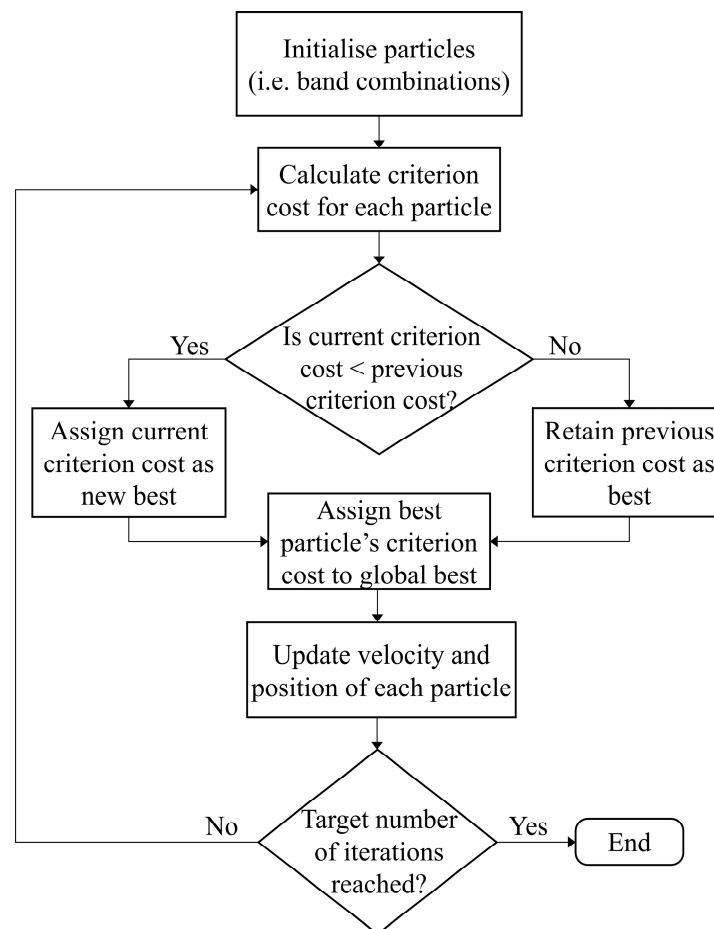 Initialise particles
(i.e. band combinations)
Calculate criterion
cost for each particle
Is current criterion
cost < previous
criterion cost?
Yes
No
Assign current
criterion cost as
new best
Retain previous
criterion cost as
best
Assign best
particle’s criterion
cost to global best
Update velocity and
position of each particle
Target number
of iterations
reached?
No
Yes
End